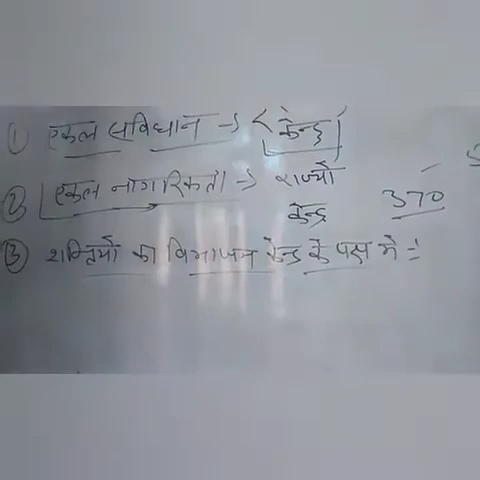 ① एकल संविधान -> < केन्द्र
② एकल नागरिकता -> राज्यों
केन्द्र 370
③ शक्तियों का विभाजन केन्द्र के पक्ष में :-